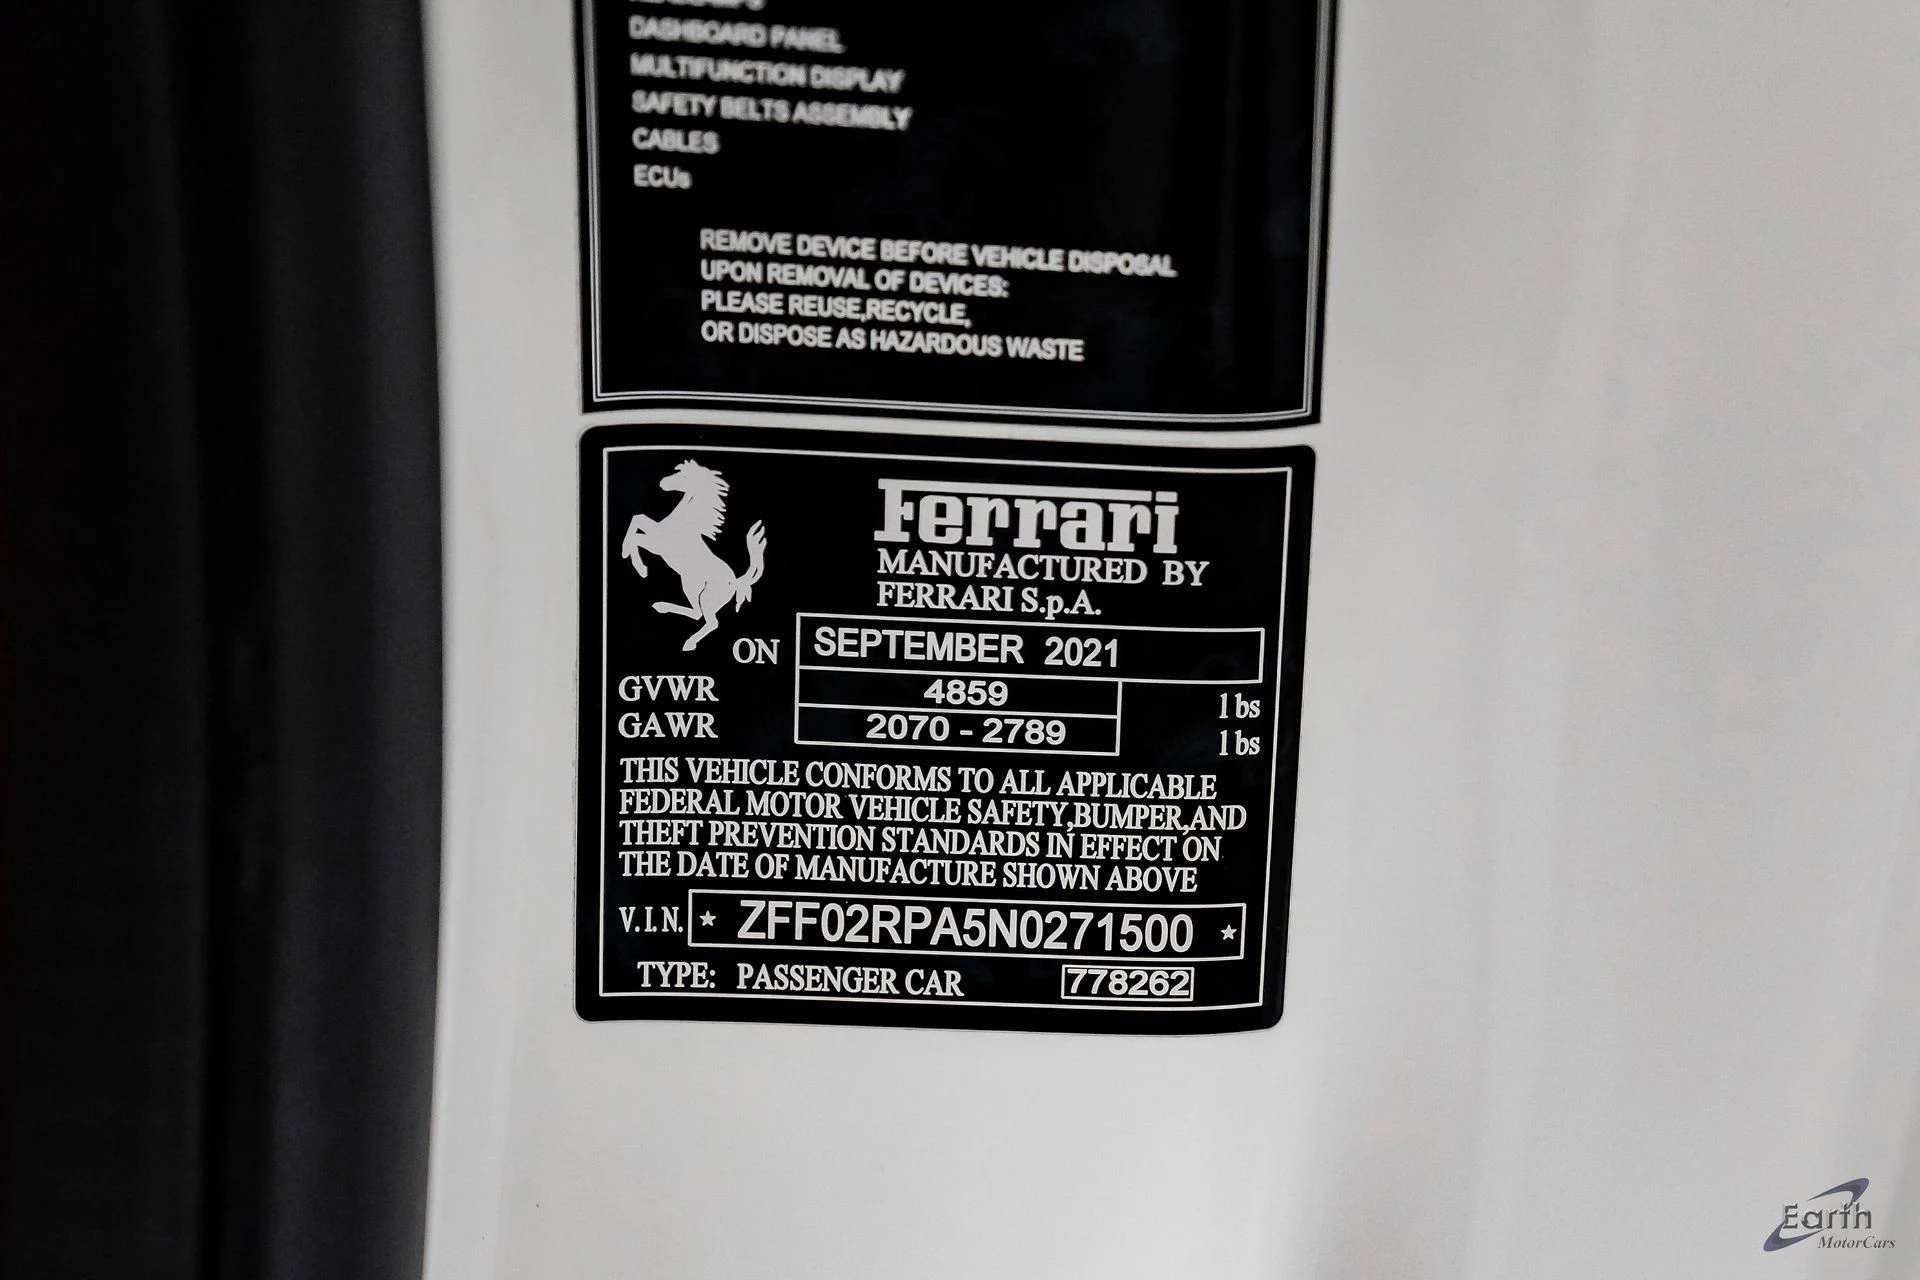 DASHBOARD PANEL
MULTIFUNCTION DISPLAY
SAFETY BELTS ASSEMBLY
CABLES
ECUs
REMOVE DEVICE BEFORE VEHICLE DISPOSAL
UPON REMOVAL OF DEVICES:
PLEASE REUSE,RECYCLE,
OR DISPOSE AS HAZARDOUS WASTE
Ferrari
MANUFACTURED BY
FERRARI S.p.A.
ON SEPTEMBER 2021
GVWR 4859 lbs
GAWR 2070 - 2789 lbs
THIS VEHICLE CONFORMS TO ALL APPLICABLE
FEDERAL MOTOR VEHICLE SAFETY,BUMPER,AND
THEFT PREVENTION STANDARDS IN EFFECT ON
THE DATE OF MANUFACTURE SHOWN ABOVE
V.I.N. ★ ZFF02RPA5N0271500 ★
TYPE: PASSENGER CAR 778262
Earth
MotorCars